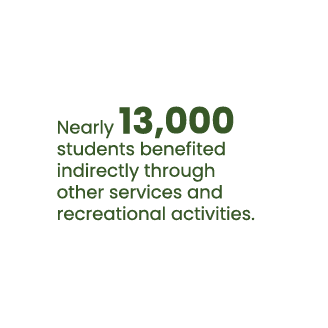 Nearly 13,000
students benefited
indirectly through
other services and
recreational activities.